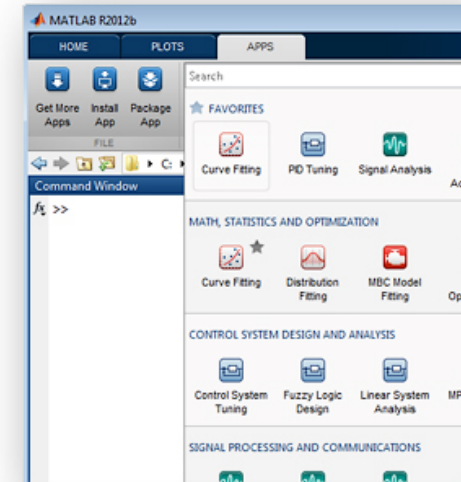 MATLAB R2012b
HOME PLOTS APPS
Get More Apps
Install App
Package App
FILE
Search
FAVORITES
Curve Fitting
PID Tuning
Signal Analysis
C:
Command Window
fx >>
MATH, STATISTICS AND OPTIMIZATION
Curve Fitting
Distribution Fitting
MBC Model Fitting
CONTROL SYSTEM DESIGN AND ANALYSIS
Control System Tuning
Fuzzy Logic Design
Linear System Analysis
SIGNAL PROCESSING AND COMMUNICATIONS